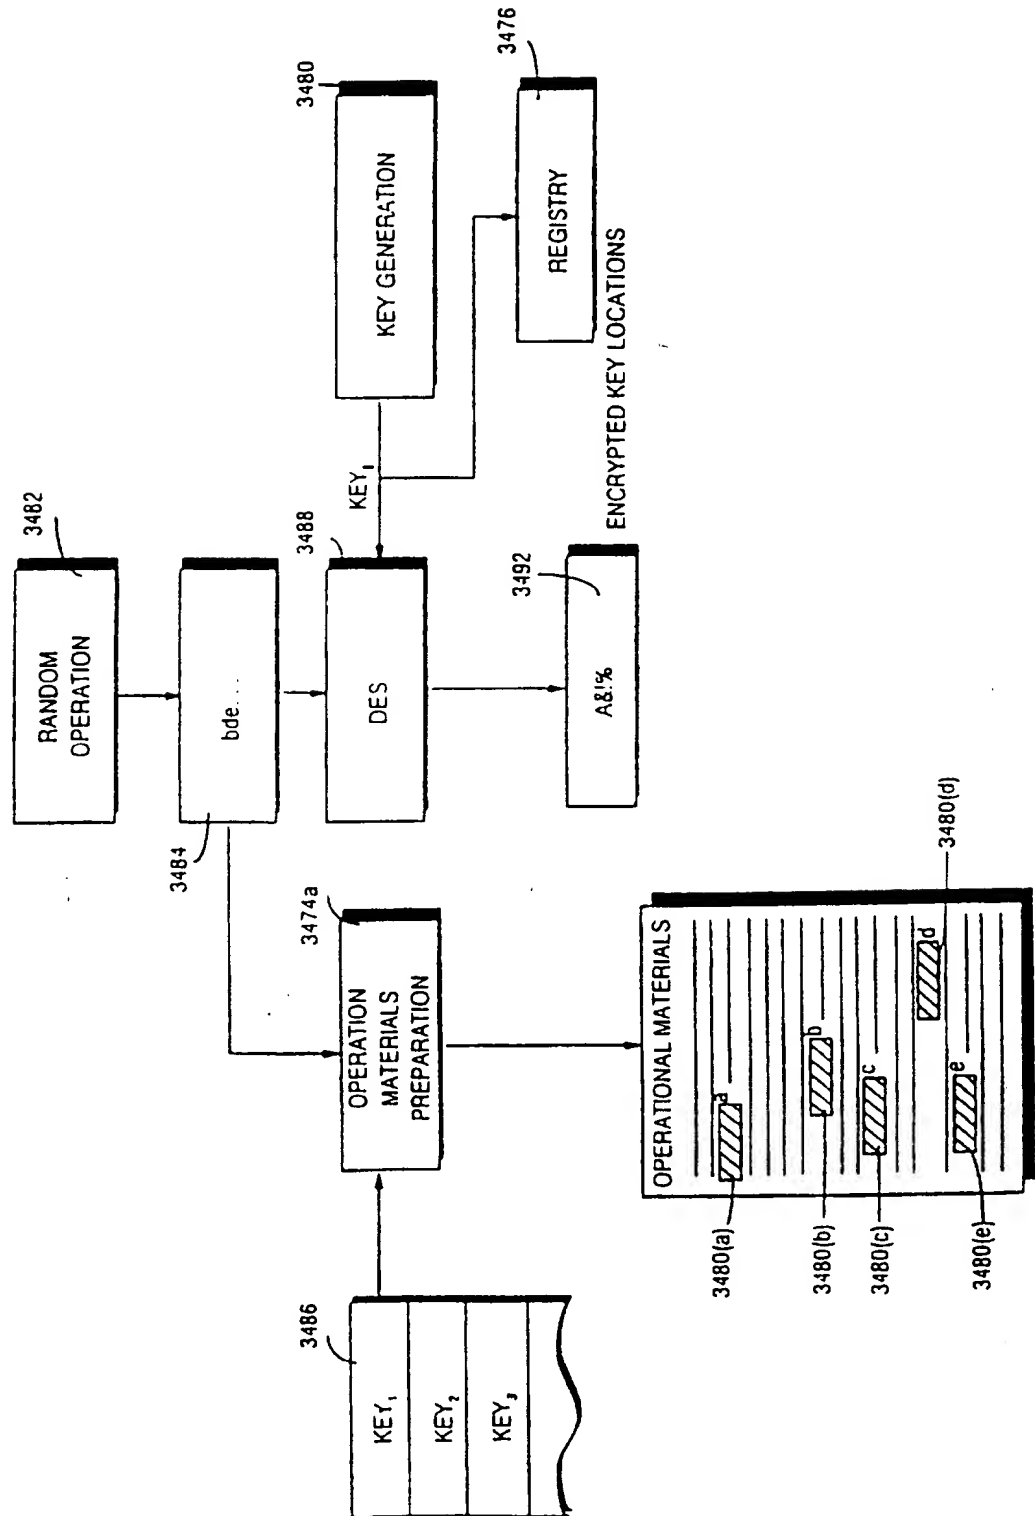 3482
RANDOM
OPERATION
3484
bde...
3488
DES
KEY₁
3480
KEY GENERATION
3476
REGISTRY
3492
A&!%
ENCRYPTED KEY LOCATIONS
3486
KEY₁
KEY₂
KEY₃
3474a
OPERATION
MATERIALS
PREPARATION
OPERATIONAL MATERIALS
a
b
c
d
e
3480(a)
3480(b)
3480(c)
3480(d)
3480(e)